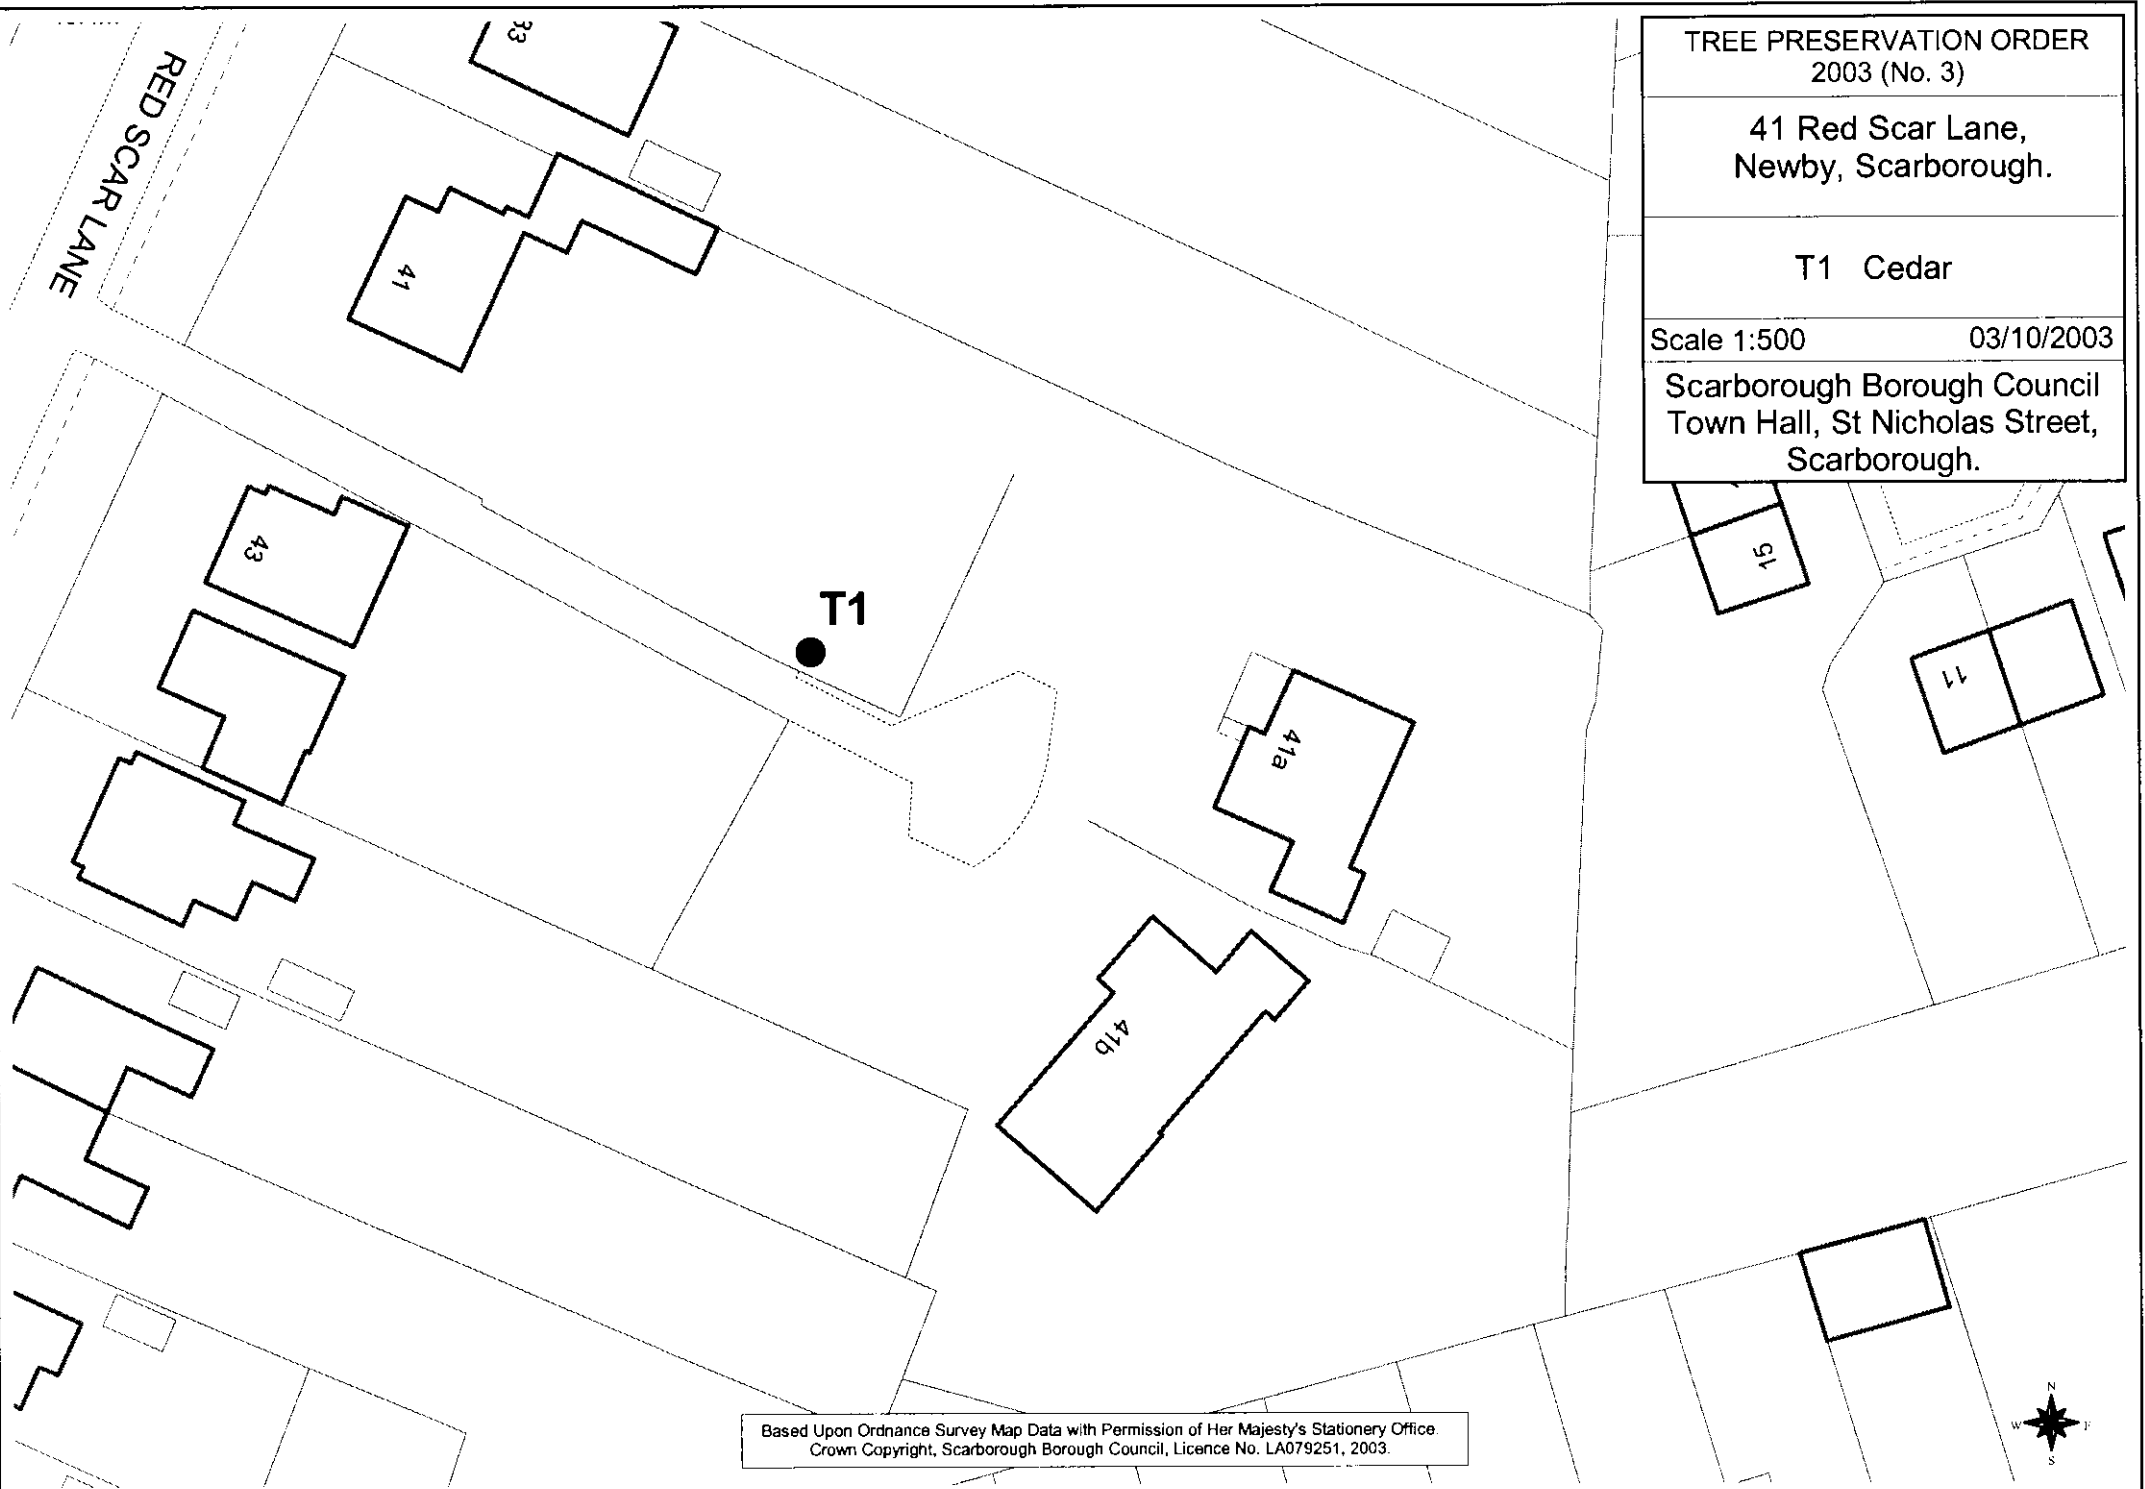 TREE PRESERVATION ORDER
2003 (No. 3)
41 Red Scar Lane,
Newby, Scarborough.
T1 Cedar
Scale 1:500 03/10/2003
Scarborough Borough Council
Town Hall, St Nicholas Street,
Scarborough.
RED SCAR LANE
33
41
43
T1
41a
41b
15
11
N
W
S
Based Upon Ordnance Survey Map Data with Permission of Her Majesty's Stationery Office.
Crown Copyright, Scarborough Borough Council, Licence No. LA079251, 2003.